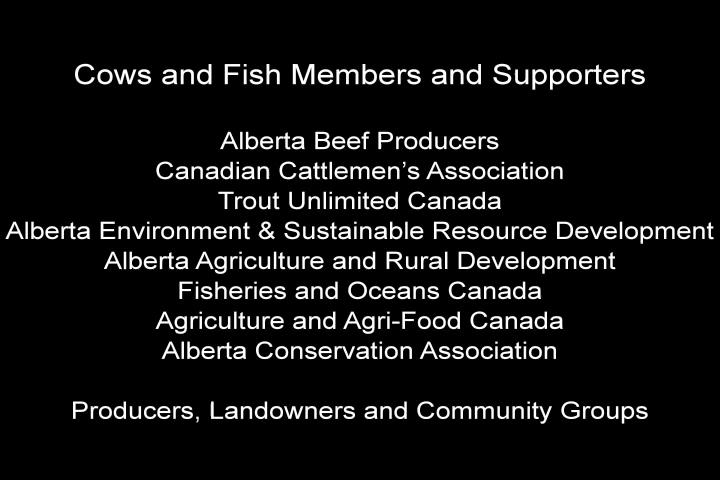 Cows and Fish Members and Supporters
Alberta Beef Producers
Canadian Cattlemen’s Association
Trout Unlimited Canada
Alberta Environment & Sustainable Resource Development
Alberta Agriculture and Rural Development
Fisheries and Oceans Canada
Agriculture and Agri-Food Canada
Alberta Conservation Association
Producers, Landowners and Community Groups